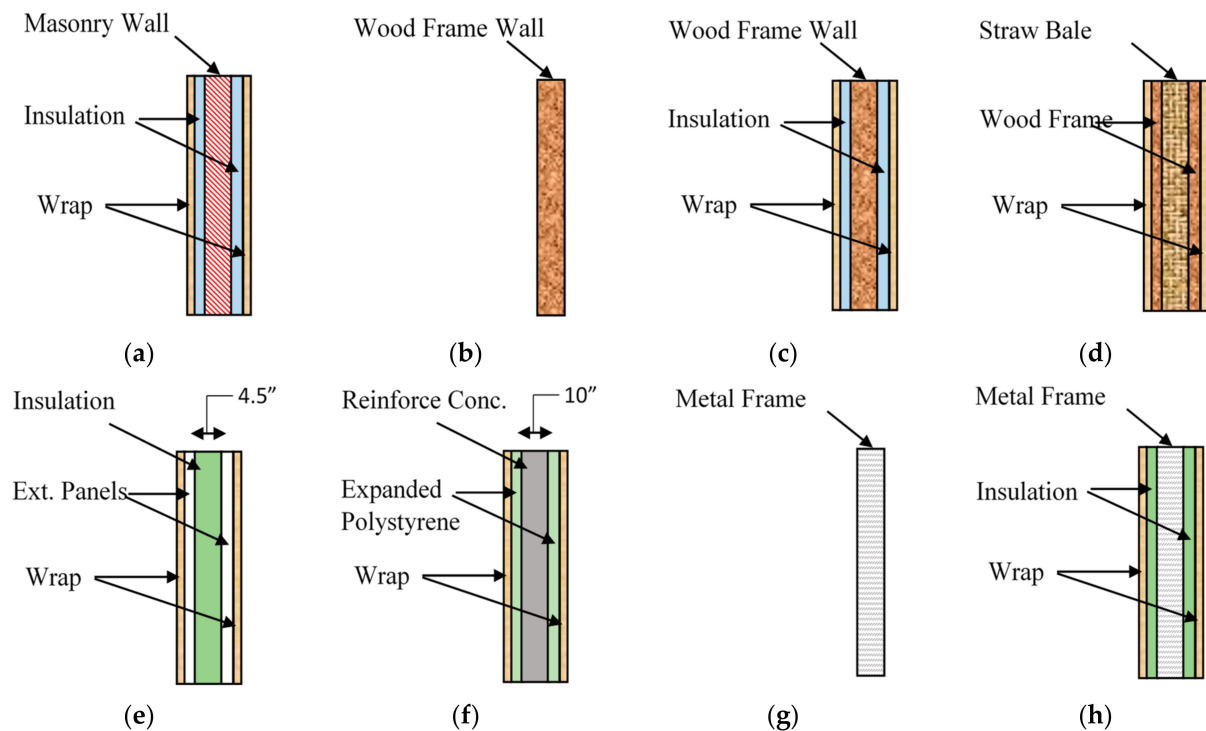 Masonry Wall
Insulation
Wrap
(a)
Wood Frame Wall
(b)
Wood Frame Wall
Insulation
Wrap
(c)
Straw Bale
Wood Frame
Wrap
(d)
Insulation
4.5”
Ext. Panels
Wrap
(e)
Reinforce Conc.
10”
Expanded
Polystyrene
Wrap
(f)
Metal Frame
(g)
Metal Frame
Insulation
Wrap
(h)